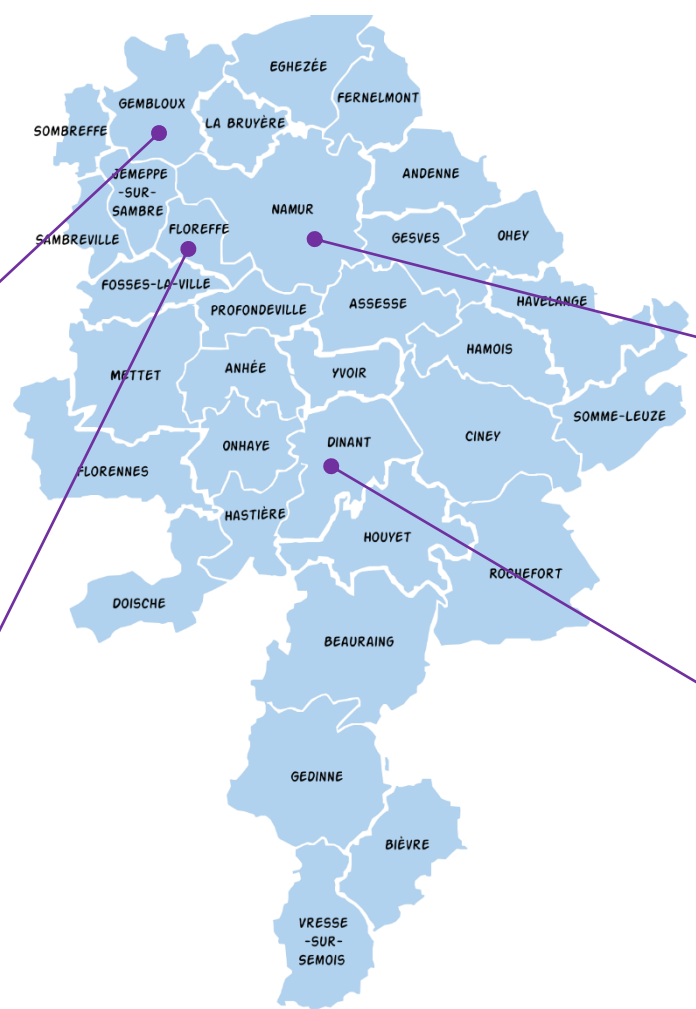 EGHEZÉE
FERNELMONT
GEMBLOUX
LA BRUYÈRE
SOMBREFFE
JEMEPPE
-SUR-
SAMBRE
ANDENNE
NAMUR
FLOREFFE
SAMBREVILLE
GESVES
OHEY
FOSSES-LA-VILLE
PROFONDEVILLE
ASSESSE
HAVELANGE
HAMOIS
METTET
ANHÉE
YVOIR
SOMME-LEUZE
ONHAYE
DINANT
CINEY
FLORENNES
HASTIÈRE
HOUYET
ROCHEFORT
DOISCHE
BEAURAING
GEDINNE
BIÈVRE
VRESSE
-SUR-
SEMOIS